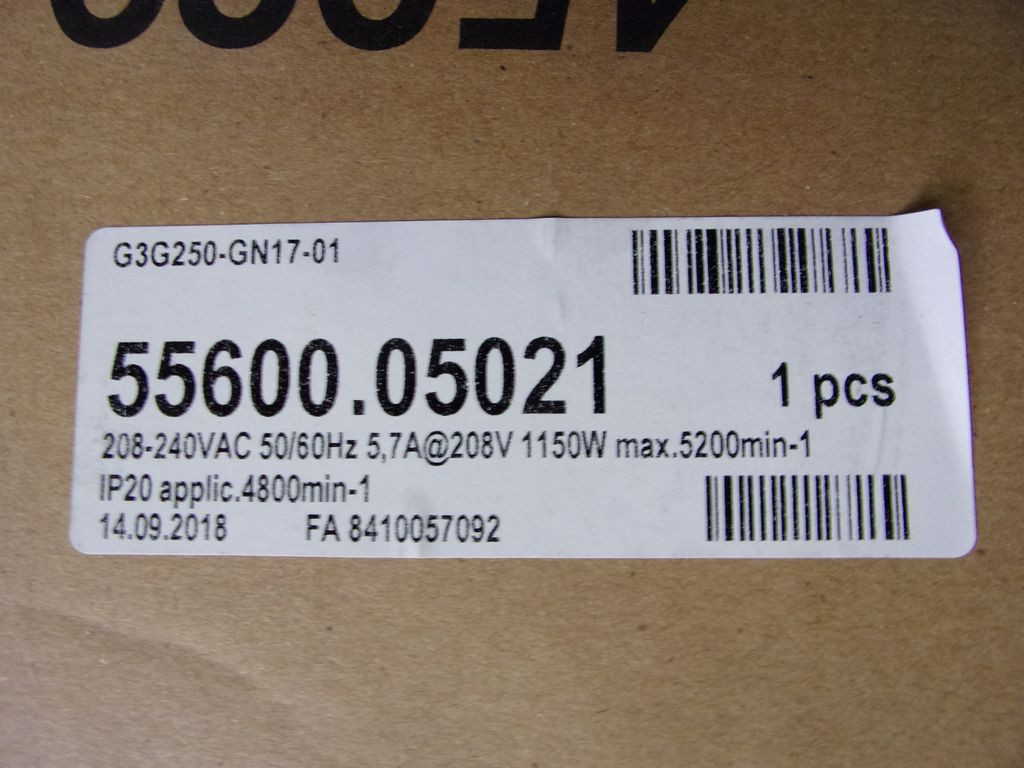 G3G250-GN17-01
55600.05021
1 pcs
208-240VAC 50/60Hz 5,7A@208V 1150W max.5200min-1
IP20 applic.4800min-1
14.09.2018 FA 8410057092